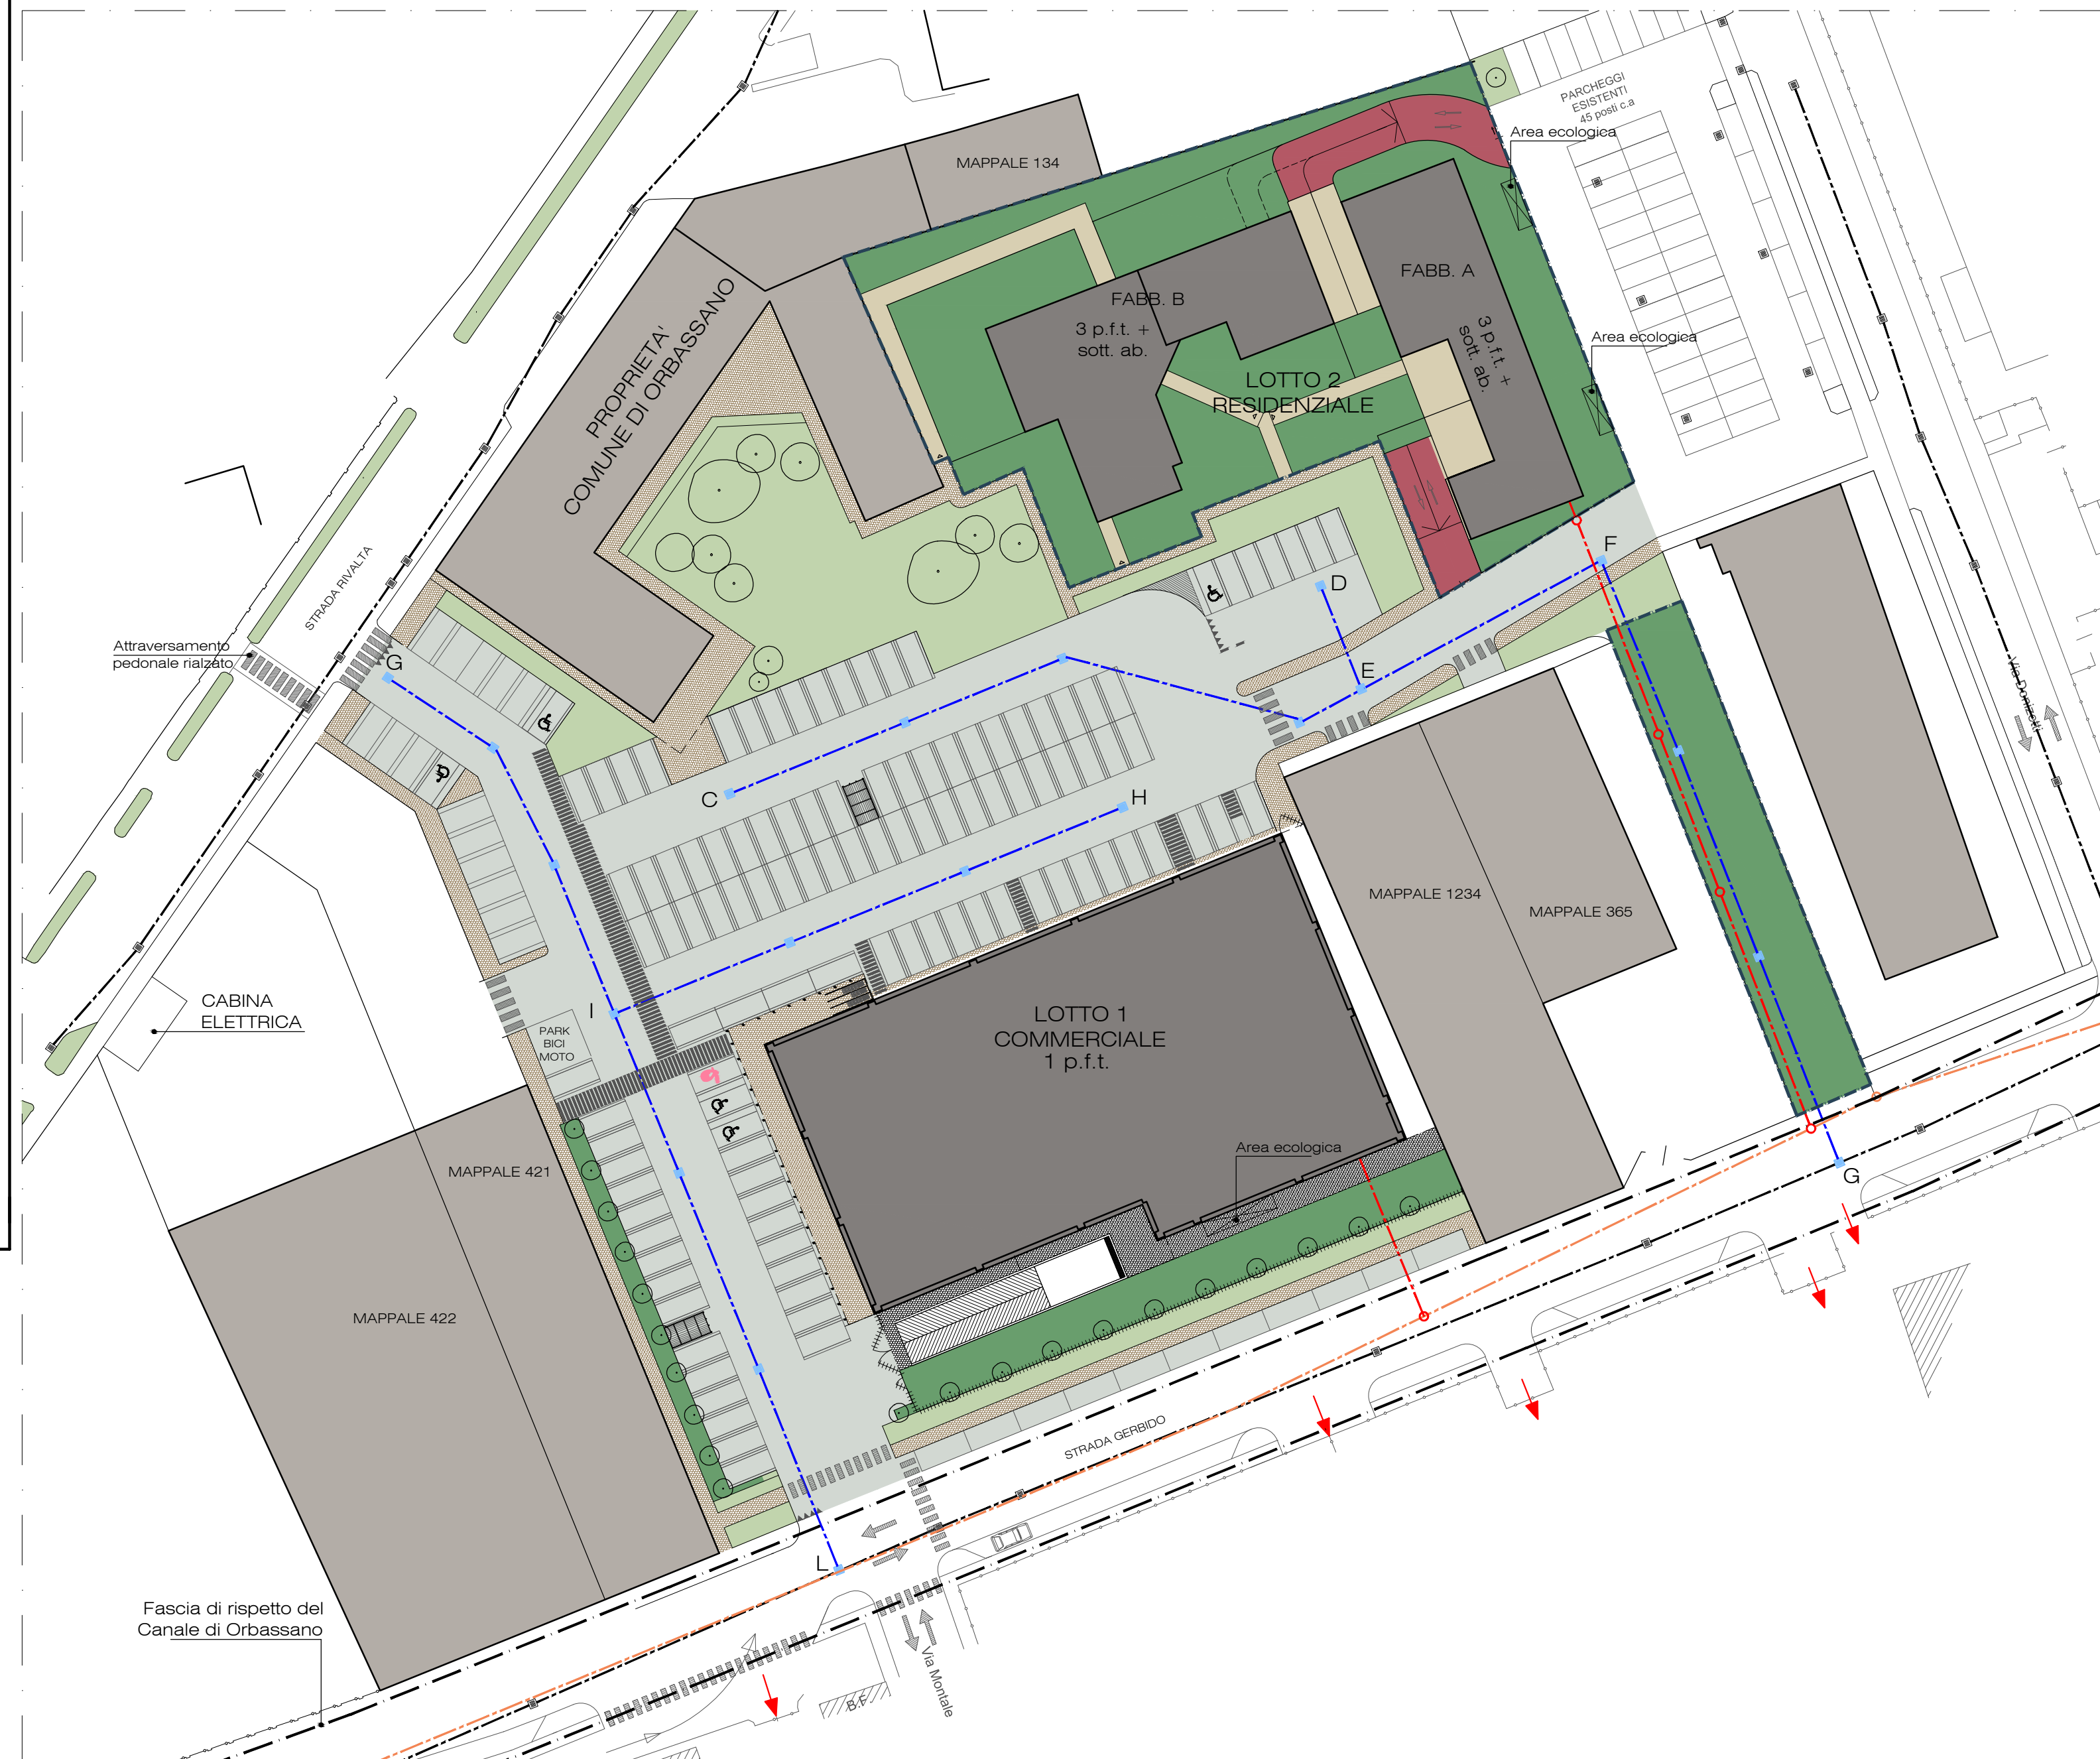 PARCHEGGI
ESISTENTI
45 posti c.a
Area ecologica
MAPPALE 134
FABB. A
3 p.f.t. +
sott. ab.
FABB. B
3 p.f.t. +
sott. ab.
Area ecologica
LOTTO 2
RESIDENZIALE
PROPRIETA'
COMUNE DI ORBASSANO
STRADA RIVALTA
Attraversamento
pedonale rialzato
G
F
D
E
C
H
Via Donizetti
MAPPALE 1234
MAPPALE 365
CABINA
ELETTRICA
I
PARK
BICI
MOTO
LOTTO 1
COMMERCIALE
1 p.f.t.
Area ecologica
MAPPALE 421
G
MAPPALE 422
STRADA GERBIDO
L
Fascia di rispetto del
Canale di Orbassano
Via Montale
B.F.